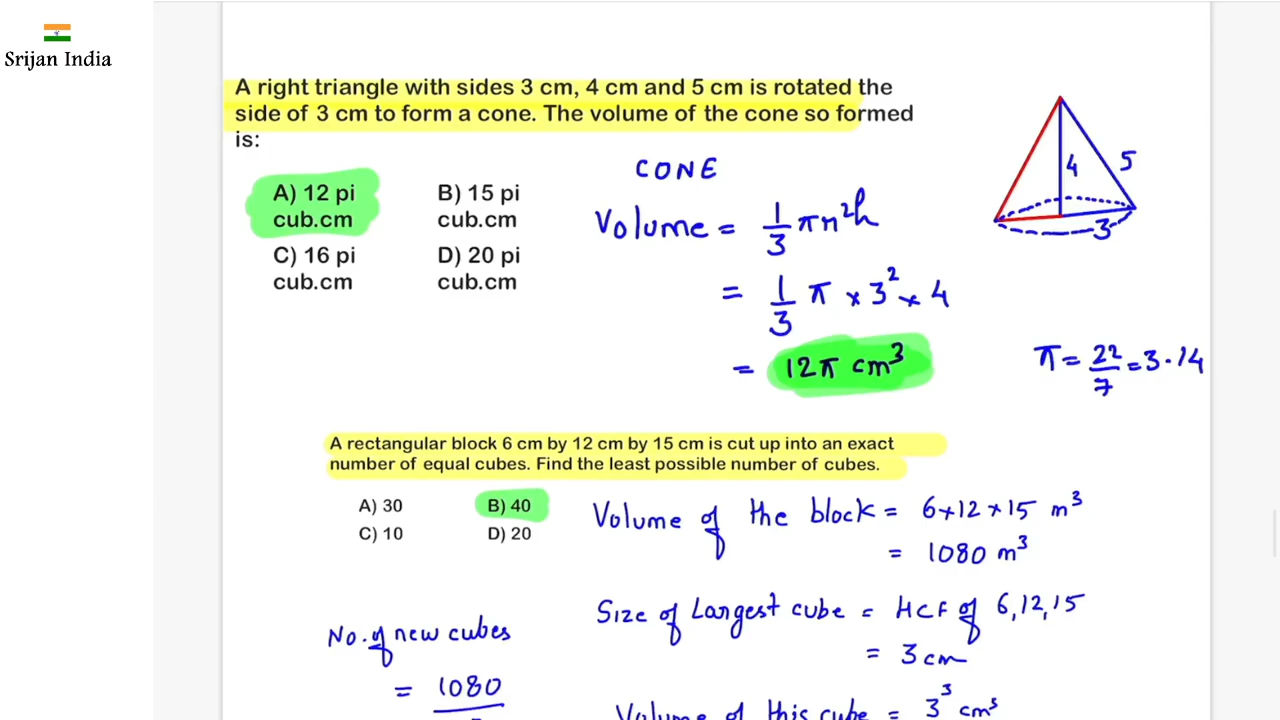 Srijan India
A right triangle with sides 3 cm, 4 cm and 5 cm is rotated the
side of 3 cm to form a cone. The volume of the cone so formed
is:
A) 12 pi
cub.cm
B) 15 pi
cub.cm
C) 16 pi
cub.cm
D) 20 pi
cub.cm
CONE
Volume = 1/3 πr²h
= 1/3 π × 3² × 4
= 12π cm³
4
5
3
π = 22/7 = 3.14
A rectangular block 6 cm by 12 cm by 15 cm is cut up into an exact
number of equal cubes. Find the least possible number of cubes.
A) 30
B) 40
C) 10
D) 20
Volume of the block = 6×12×15 m³
= 1080 m³
Size of Largest cube = HCF of 6,12,15
= 3 cm
Volume of this cube = 3³ cm³
No. of new cubes
= 1080